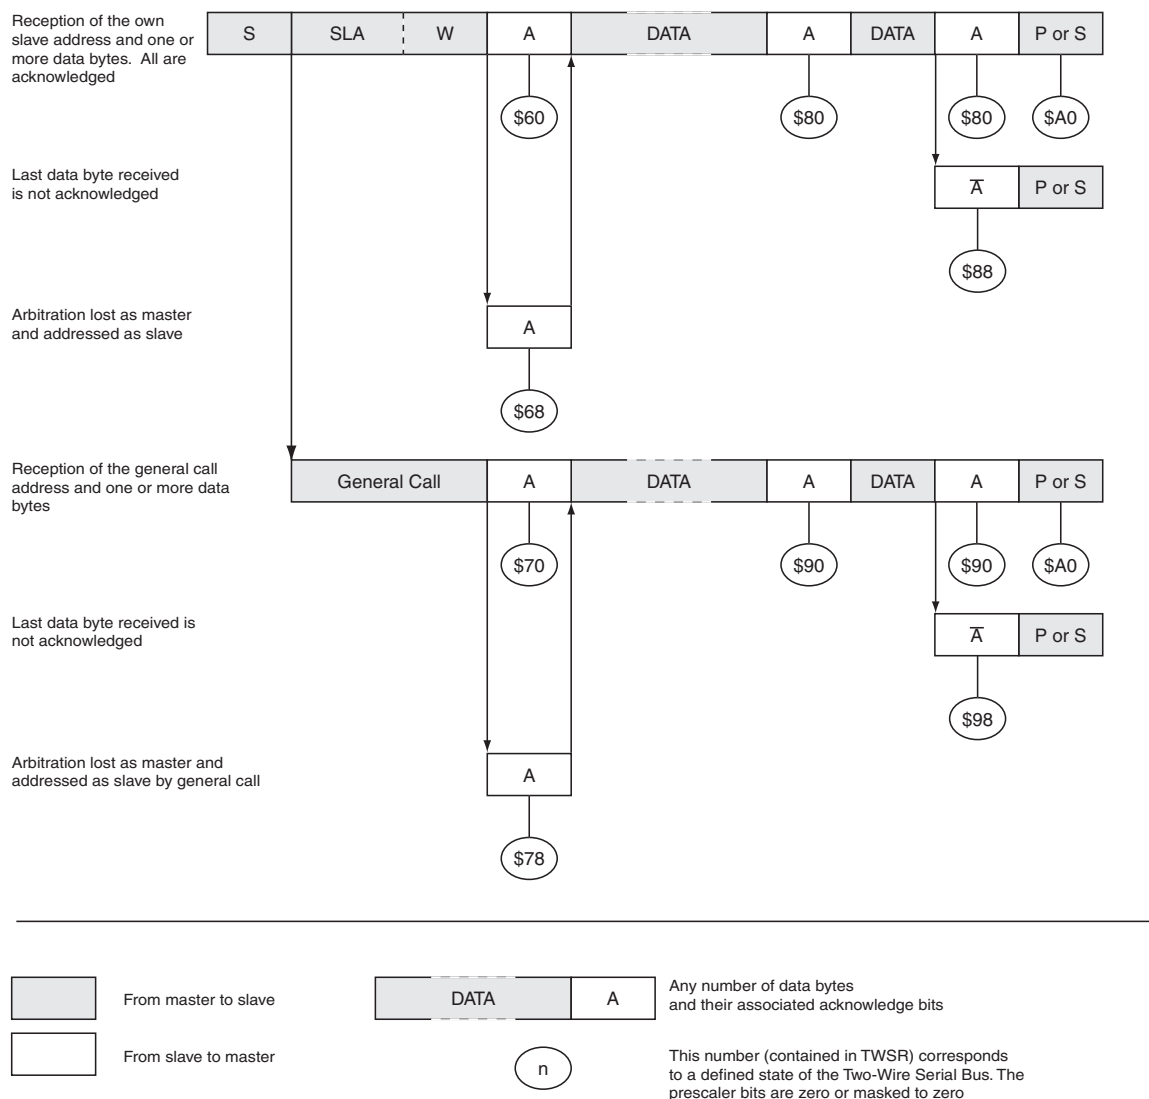 Reception of the own
slave address and one or
more data bytes. All are
acknowledged
S SLA W A DATA A DATA A P or S
$60 $80 $80 $A0
Last data byte received
is not acknowledged
A̅ P or S
$88
Arbitration lost as master
and addressed as slave
A
$68
Reception of the general call
address and one or more data
bytes
General Call A DATA A DATA A P or S
$70 $90 $90 $A0
Last data byte received is
not acknowledged
A̅ P or S
$98
Arbitration lost as master and
addressed as slave by general call
A
$78
From master to slave
From slave to master
DATA A
Any number of data bytes
and their associated acknowledge bits
n
This number (contained in TWSR) corresponds
to a defined state of the Two-Wire Serial Bus. The
prescaler bits are zero or masked to zero